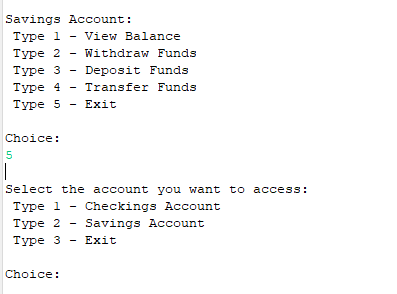 Savings Account:
Type 1 - View Balance
Type 2 - Withdraw Funds
Type 3 - Deposit Funds
Type 4 - Transfer Funds
Type 5 - Exit
Choice:
5
Select the account you want to access:
Type 1 - Checkings Account
Type 2 - Savings Account
Type 3 - Exit
Choice: